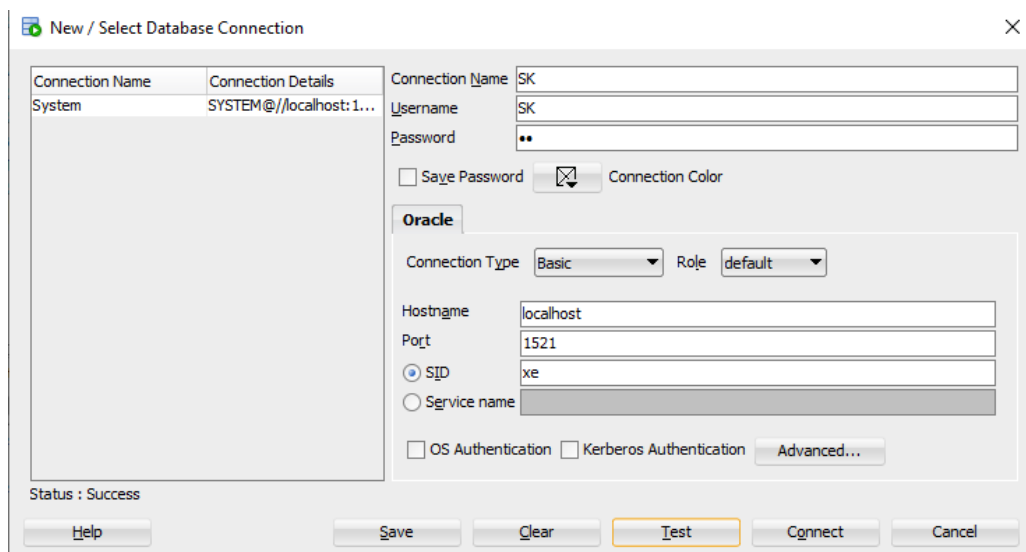 New / Select Database Connection
Connection Name Connection Details
System SYSTEM@//localhost:1...
Connection Name SK
Username SK
Password ••
Save Password Connection Color
Oracle
Connection Type Basic Role default
Hostname localhost
Port 1521
SID xe
Service name
OS Authentication Kerberos Authentication Advanced...
Status : Success
Help Save Clear Test Connect Cancel